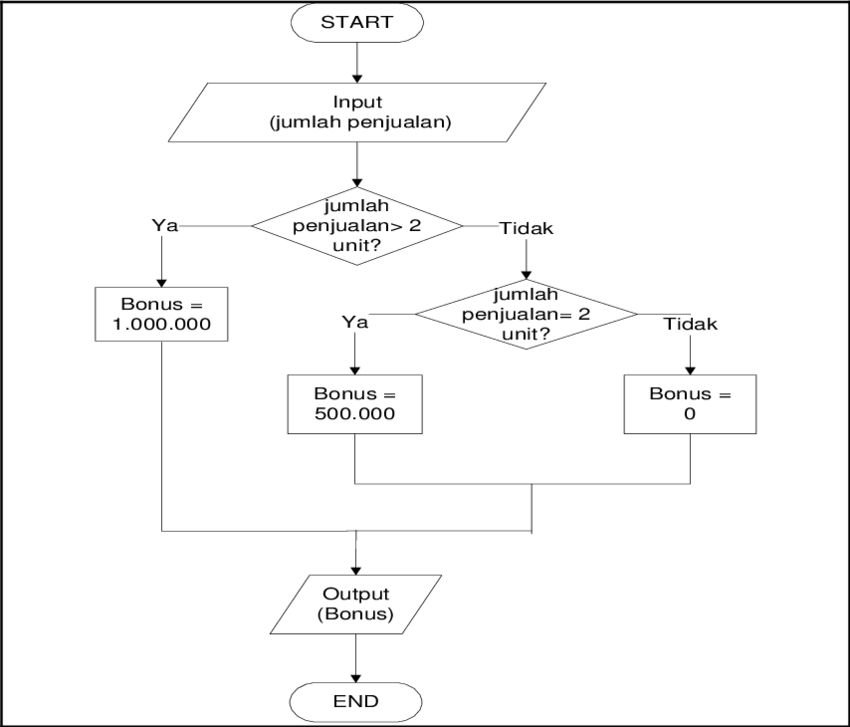 START
Input
(jumlah penjualan)
jumlah
penjualan> 2
unit?
Ya
Tidak
Bonus =
1.000.000
jumlah
penjualan= 2
unit?
Ya
Tidak
Bonus =
500.000
Bonus =
0
Output
(Bonus)
END